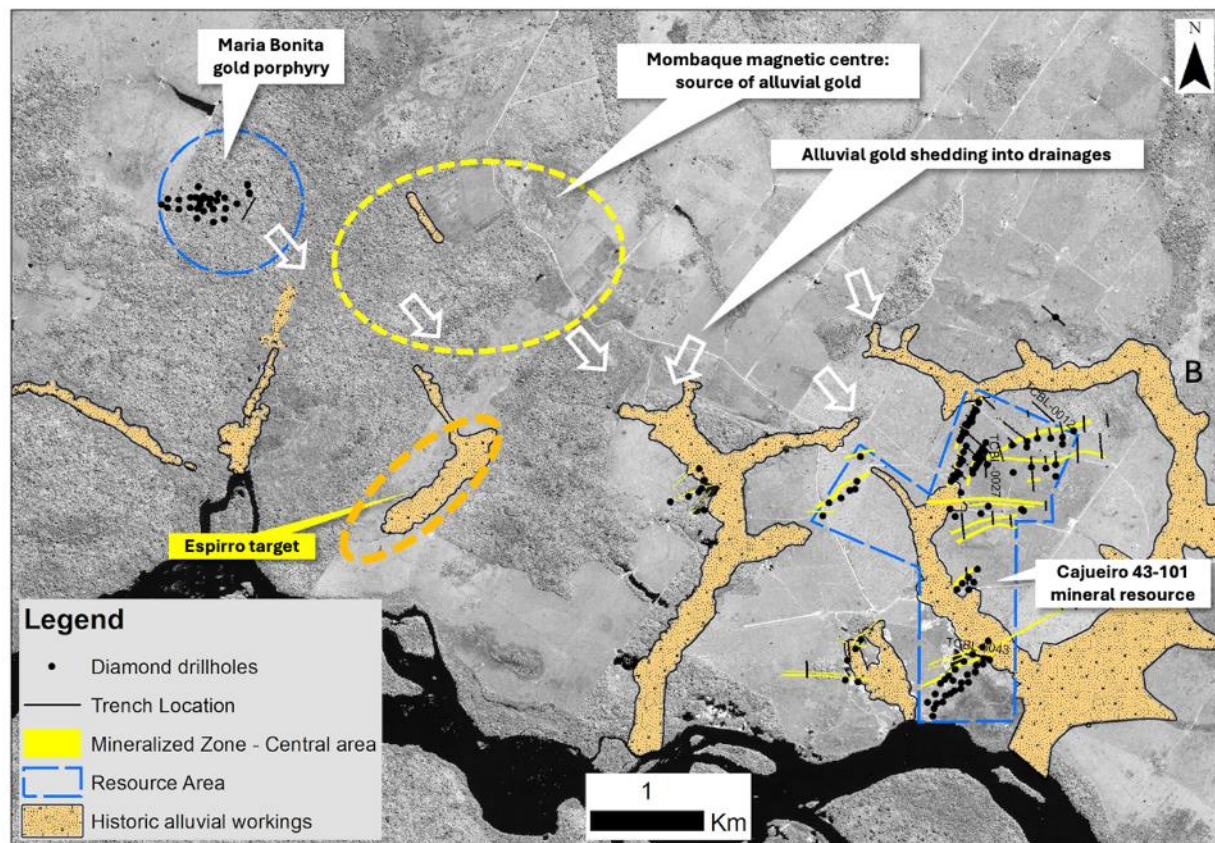 Maria Bonita
gold porphyry
Mombaque magnetic centre:
source of alluvial gold
N
Alluvial gold shedding into drainages
B
Espirro target
Cajueiro 43-101
mineral resource
Legend
Diamond drillholes
Trench Location
Mineralized Zone - Central area
Resource Area
Historic alluvial workings
1
Km